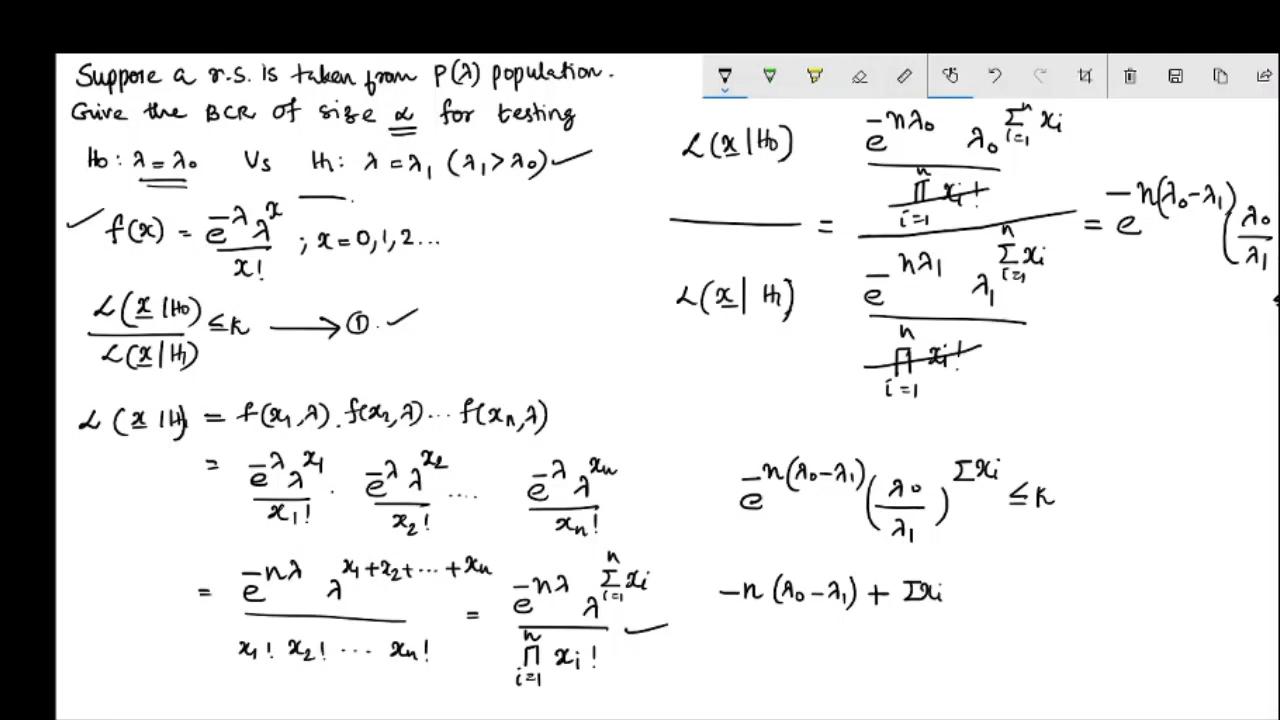 Suppose a r.s. is taken from P(λ) population.
Give the BCR of size α for testing
H₀ : λ = λ₀ Vs H₁ : λ = λ₁ (λ₁ > λ₀) ✓
✓ f(x) = e^{-λ} λ^x / x! ; x = 0, 1, 2...
L(x | H₀) / L(x | H₁) ≤ k ⟶ ① ✓
L(x | H) = f(x₁, λ) . f(x₂, λ) ... f(xₙ, λ)
= e^{-λ} λ^{x₁} / x₁! . e^{-λ} λ^{x₂} / x₂! .... e^{-λ} λ^{xₙ} / xₙ!
= e^{-nλ} λ^{x₁+x₂+...+xₙ} / x₁! x₂! ... xₙ! = e^{-nλ} λ^{Σ_{i=1}^{n} xᵢ} / ∏_{i=1}^{n} xᵢ! ✓
L(x | H₀) / L(x | H₁) = (e^{-nλ₀} λ₀^{Σ_{i=1}^{n} xᵢ} / ∏_{i=1}^{n} xᵢ!) / (e^{-nλ₁} λ₁^{Σ_{i=1}^{n} xᵢ} / ∏_{i=1}^{n} xᵢ!) = e^{-n(λ₀-λ₁)} (λ₀/λ₁
e^{-n(λ₀-λ₁)} (λ₀/λ₁)^{Σxᵢ} ≤ k
-n (λ₀ - λ₁) + Σxᵢ